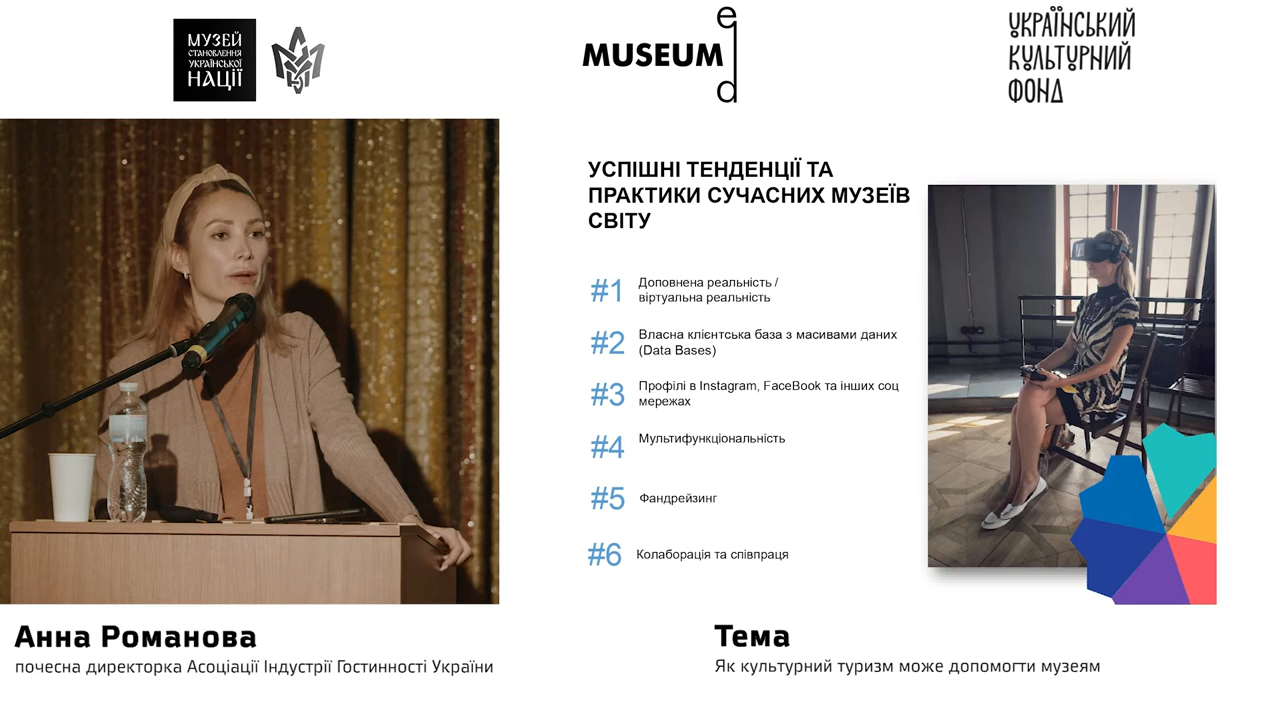 МУЗЕЙ
СТАНОВЛЕННЯ
УКРАЇНСЬКОЇ
НАЦІЇ
MUSEUM ed
УКРАЇНСЬКИЙ
КУЛЬТУРНИЙ
ФОНД
УСПІШНІ ТЕНДЕНЦІЇ ТА
ПРАКТИКИ СУЧАСНИХ МУЗЕЇВ
СВІТУ
#1 Доповнена реальність /
віртуальна реальність
#2 Власна клієнтська база з масивами даних
(Data Bases)
#3 Профілі в Instagram, FaceBook та інших соц
мережах
#4 Мультифункціональність
#5 Фандрейзинг
#6 Колаборація та співпраця
Анна Романова
почесна директорка Асоціації Індустрії Гостинності України
Тема
Як культурний туризм може допомогти музеям